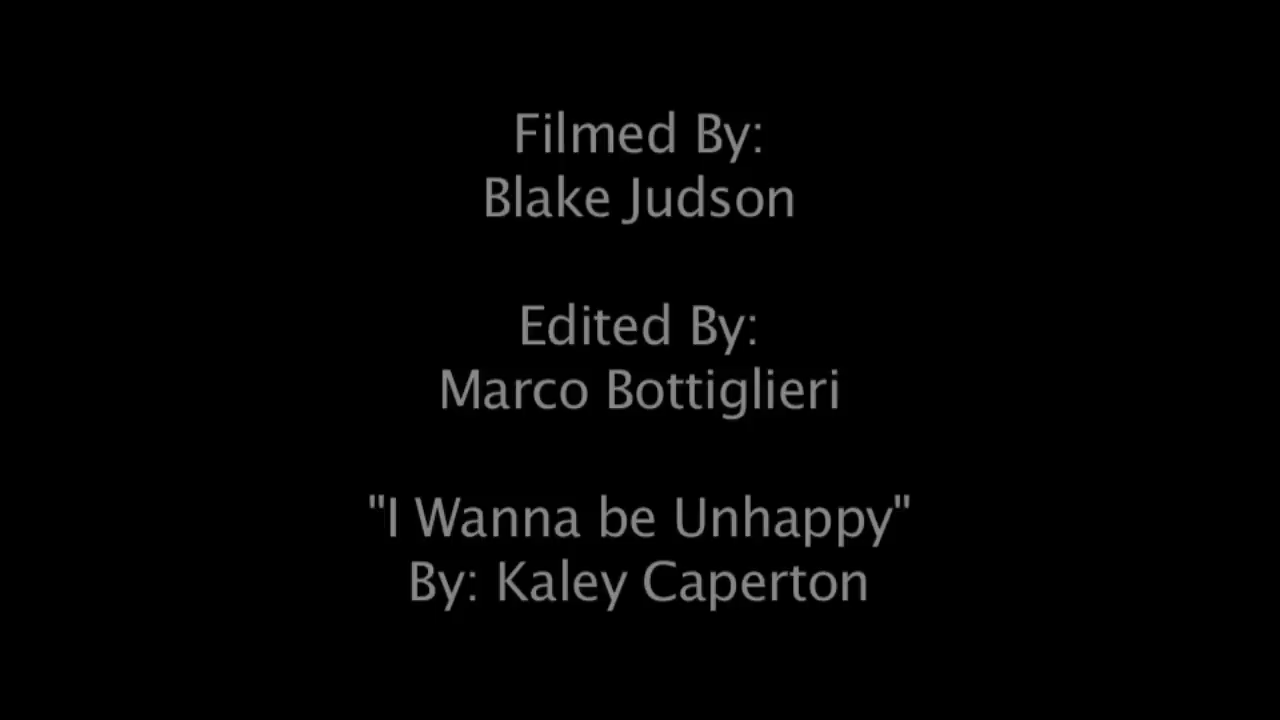 Filmed By:
Blake Judson
Edited By:
Marco Bottiglieri
"I Wanna be Unhappy"
By: Kaley Caperton